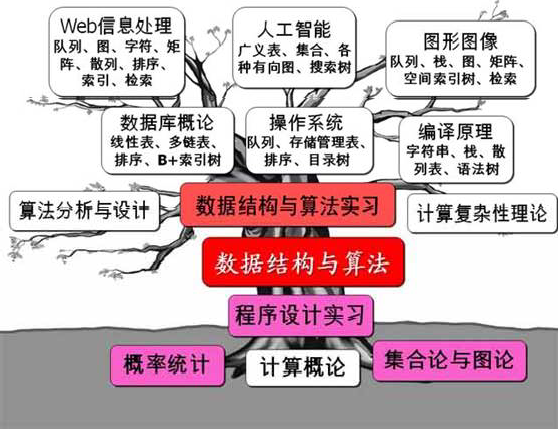 Web信息处理
队列、图、字符、矩
阵、散列、排序、
索引、检索
人工智能
广义表、集合、各
种有向图、搜索树
图形图像
队列、栈、图、矩阵、
空间索引树、检索
数据库概论
线性表、多链表、
排序、B+索引树
操作系统
队列、存储管理表、
排序、目录树
编译原理
字符串、栈、散
列表、语法树
算法分析与设计
数据结构与算法实习
计算复杂性理论
数据结构与算法
程序设计实习
概率统计
计算概论
集合论与图论